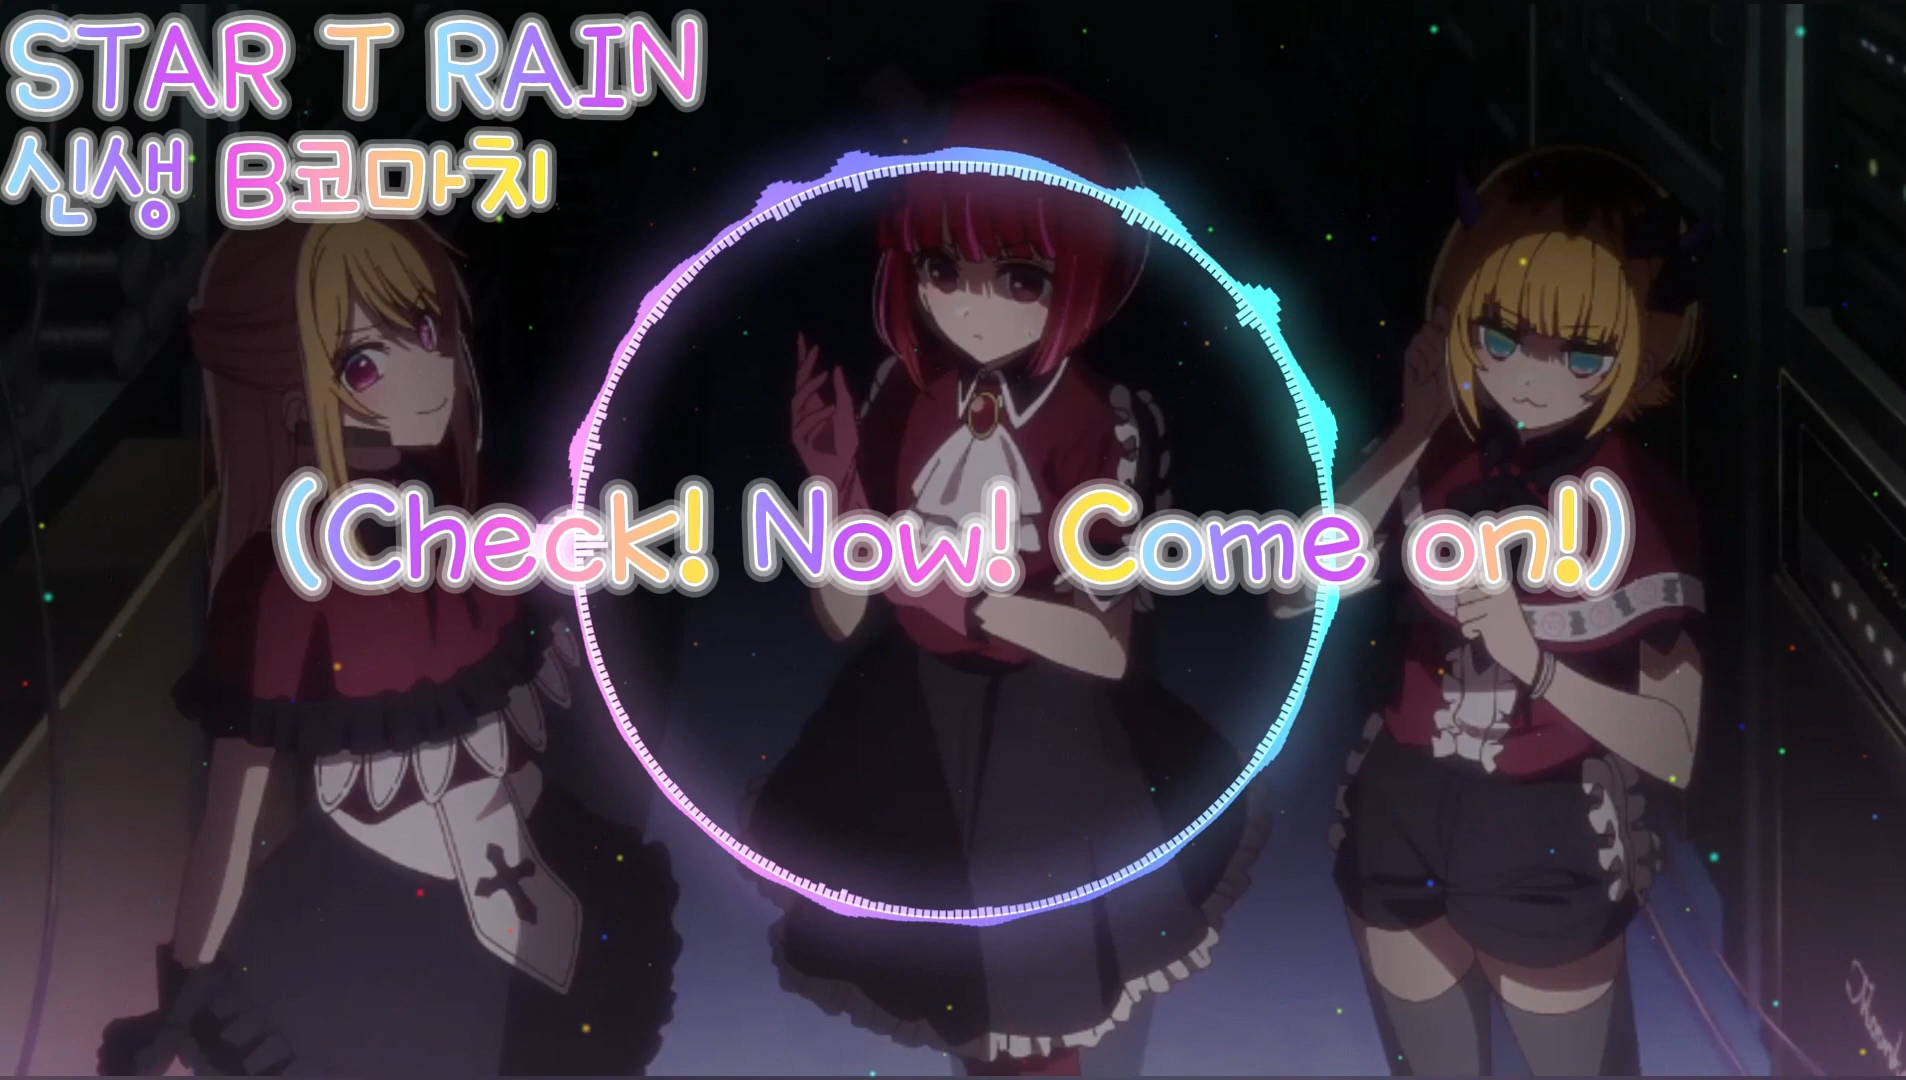 STAR T RAIN
신생 B코마치
(Check! Now! Come on!)